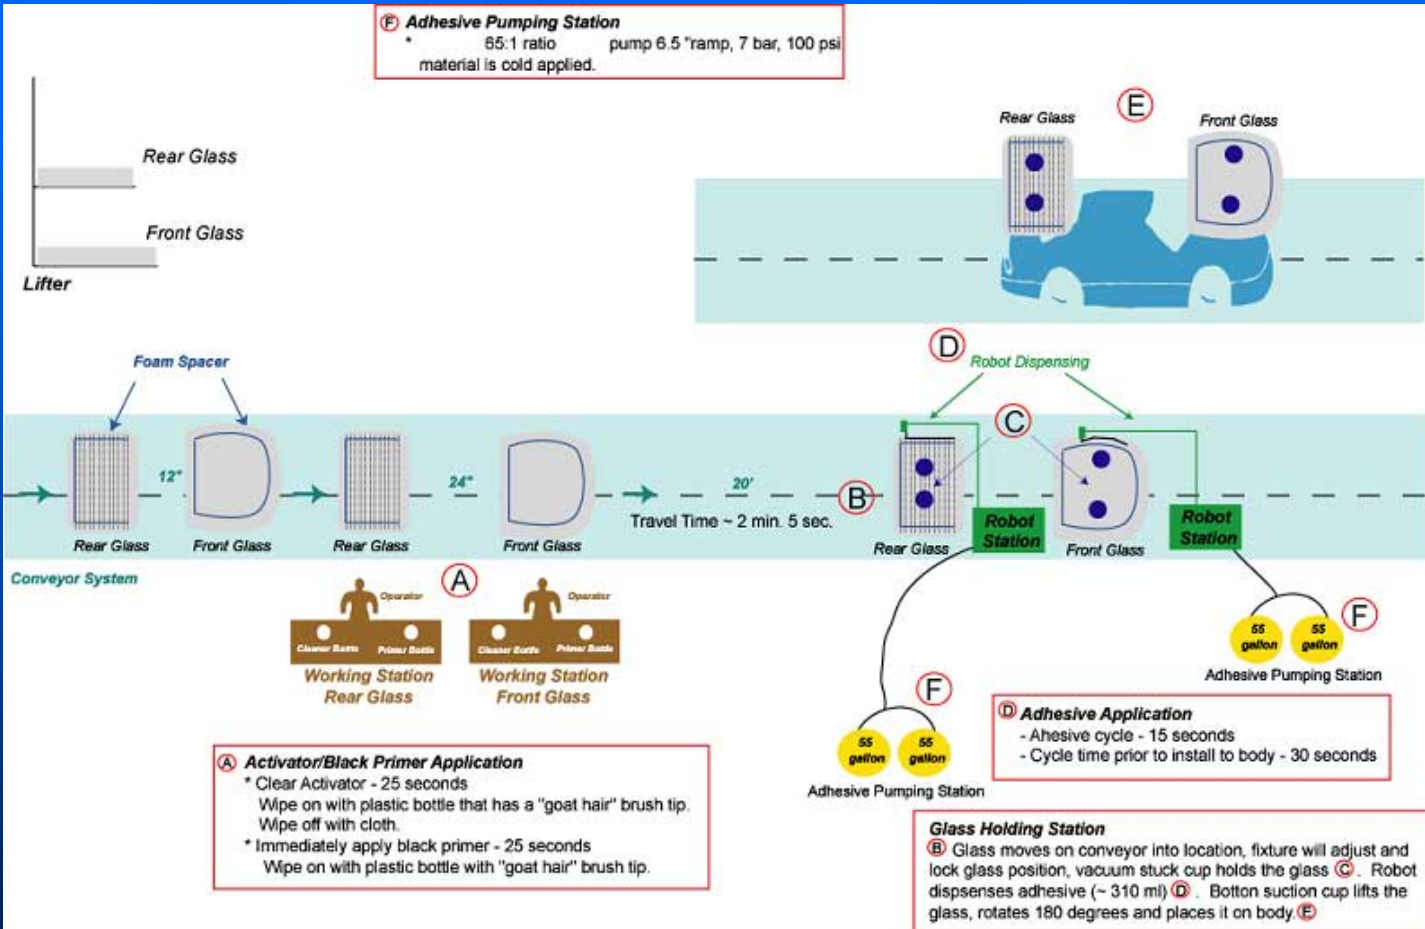 F Adhesive Pumping Station
* 65:1 ratio pump 6.5 "ramp, 7 bar, 100 psi
material is cold applied.
Rear Glass
Front Glass
Lifter
E
Rear Glass
Front Glass
Foam Spacer
D
Robot Dispensing
C
12"
24"
20'
B
Travel Time ~ 2 min. 5 sec.
Robot
Station
Robot
Station
Rear Glass
Front Glass
Rear Glass
Front Glass
Rear Glass
Front Glass
Conveyor System
A
Operator
Operator
Cleaner Bottle
Primer Bottle
Cleaner Bottle
Primer Bottle
Working Station
Rear Glass
Working Station
Front Glass
F
55
gallon
55
gallon
Adhesive Pumping Station
F
55
gallon
55
gallon
Adhesive Pumping Station
D Adhesive Application
- Ahesive cycle - 15 seconds
- Cycle time prior to install to body - 30 seconds
A Activator/Black Primer Application
* Clear Activator - 25 seconds
Wipe on with plastic bottle that has a "goat hair" brush tip.
Wipe off with cloth.
* Immediately apply black primer - 25 seconds
Wipe on with plastic bottle with "goat hair" brush tip.
Glass Holding Station
B Glass moves on conveyor into location, fixture will adjust and
lock glass position, vacuum stuck cup holds the glass C. Robot
dispsenses adhesive (~ 310 ml) D. Botton suction cup lifts the
glass, rotates 180 degrees and places it on body. E